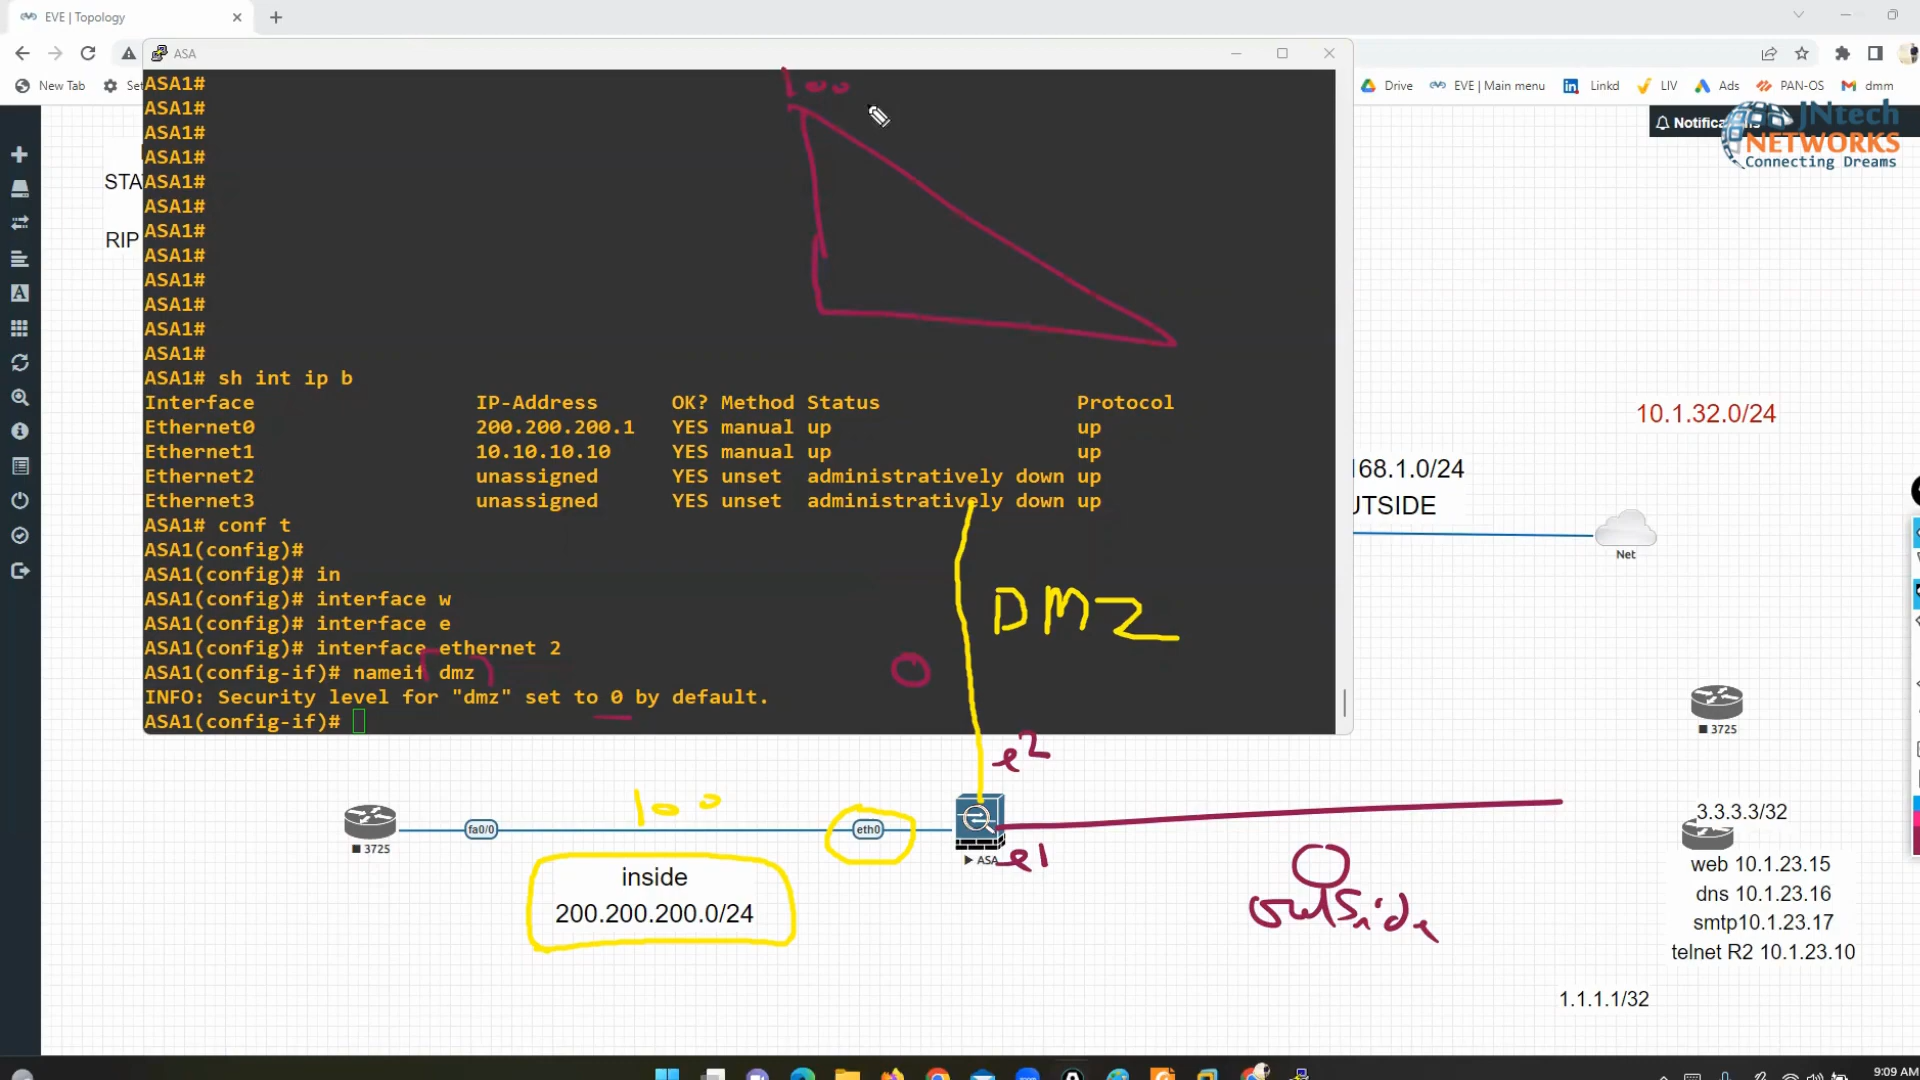 EVE | Topology
ASA
New Tab
Set
Drive
EVE | Main menu
Linkd
LIV
Ads
PAN-OS
dmm
Notifica
JNtech
NETWORKS
Connecting Dreams
STA
RIP
100
ASA1#
ASA1#
ASA1#
ASA1#
ASA1#
ASA1#
ASA1#
ASA1#
ASA1#
ASA1#
ASA1#
ASA1#
ASA1# sh int ip b
Interface IP-Address OK? Method Status Protocol
Ethernet0 200.200.200.1 YES manual up up
Ethernet1 10.10.10.10 YES manual up up
Ethernet2 unassigned YES unset administratively down up
Ethernet3 unassigned YES unset administratively down up
ASA1# conf t
ASA1(config)#
ASA1(config)# in
ASA1(config)# interface w
ASA1(config)# interface e
ASA1(config)# interface ethernet 2
ASA1(config-if)# nameif dmz
INFO: Security level for "dmz" set to 0 by default.
ASA1(config-if)#
DMZ
0
10.1.32.0/24
168.1.0/24
UTSIDE
Net
3725
e2
100
3725
fa0/0
eth0
ASA
e1
inside
200.200.200.0/24
0
outside
3.3.3.3/32
web 10.1.23.15
dns 10.1.23.16
smtp10.1.23.17
telnet R2 10.1.23.10
1.1.1.1/32
9:09 AM